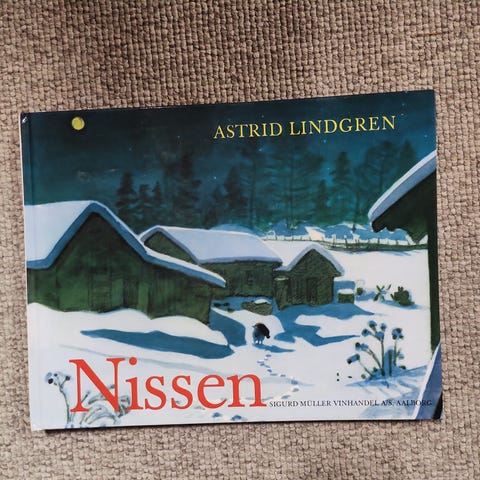 ASTRID LINDGREN
Nissen
SIGURD MÜLLER VINHANDEL A/S, AALBORG